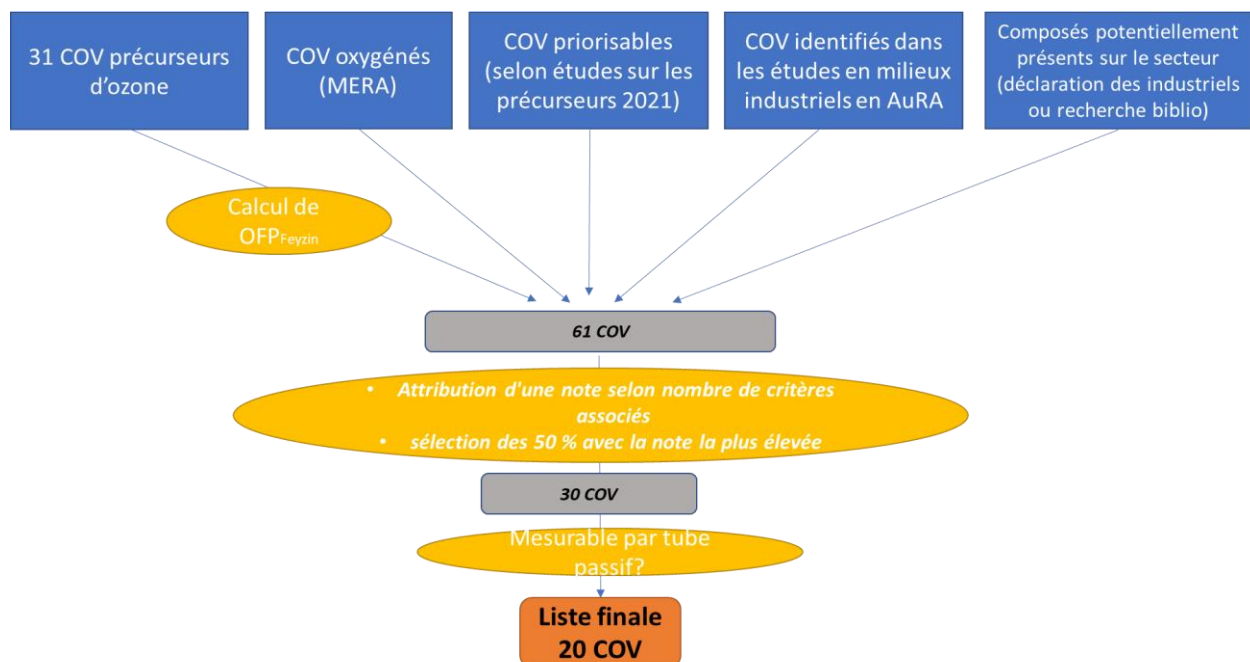 31 COV précurseurs
d'ozone
COV oxygénés
(MERA)
COV priorisables
(selon études sur les
précurseurs 2021)
COV identifiés dans
les études en milieux
industriels en AuRA
Composés potentiellement
présents sur le secteur
(déclaration des industriels
ou recherche biblio)
Calcul de
OFPFeyzin
61 COV
• Attribution d'une note selon nombre de critères
associés
• sélection des 50 % avec la note la plus élevée
30 COV
Mesurable par tube
passif?
Liste finale
20 COV